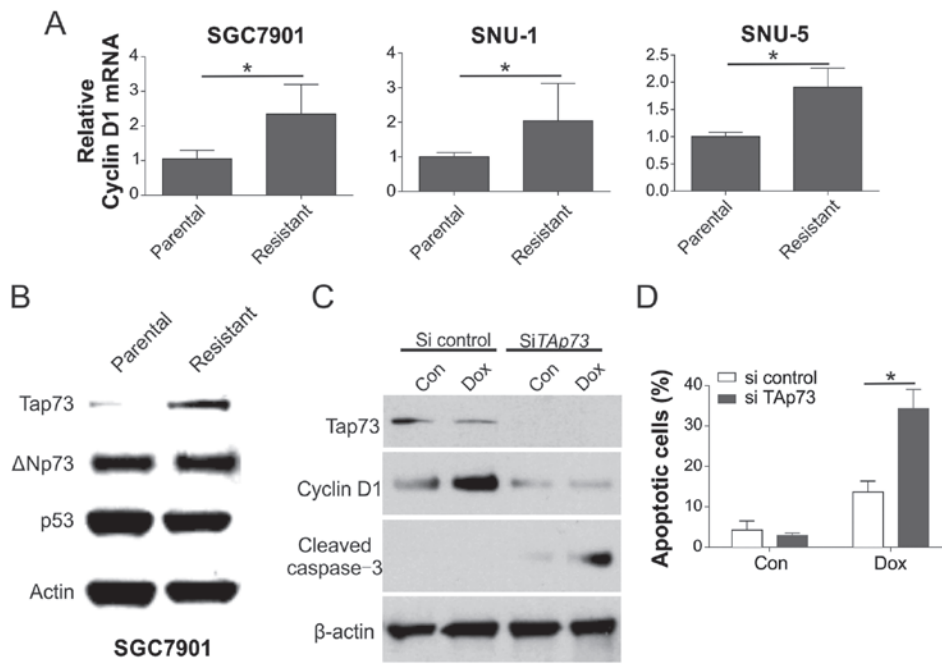 A
SGC7901
SNU-1
SNU-5
Relative
Cyclin D1 mRNA
4
3
2
1
0
*
Parental
Resistant
4
3
2
1
0
*
Parental
Resistant
2.5
2.0
1.5
1.0
0.5
0.0
*
Parental
Resistant
B
Parental
Resistant
Tap73
ΔNp73
p53
Actin
SGC7901
C
Si control
SiTAp73
Con
Dox
Con
Dox
Tap73
Cyclin D1
Cleaved
caspase-3
β-actin
D
si control
si TAp73
*
Apoptotic cells (%)
40
30
20
10
0
Con
Dox